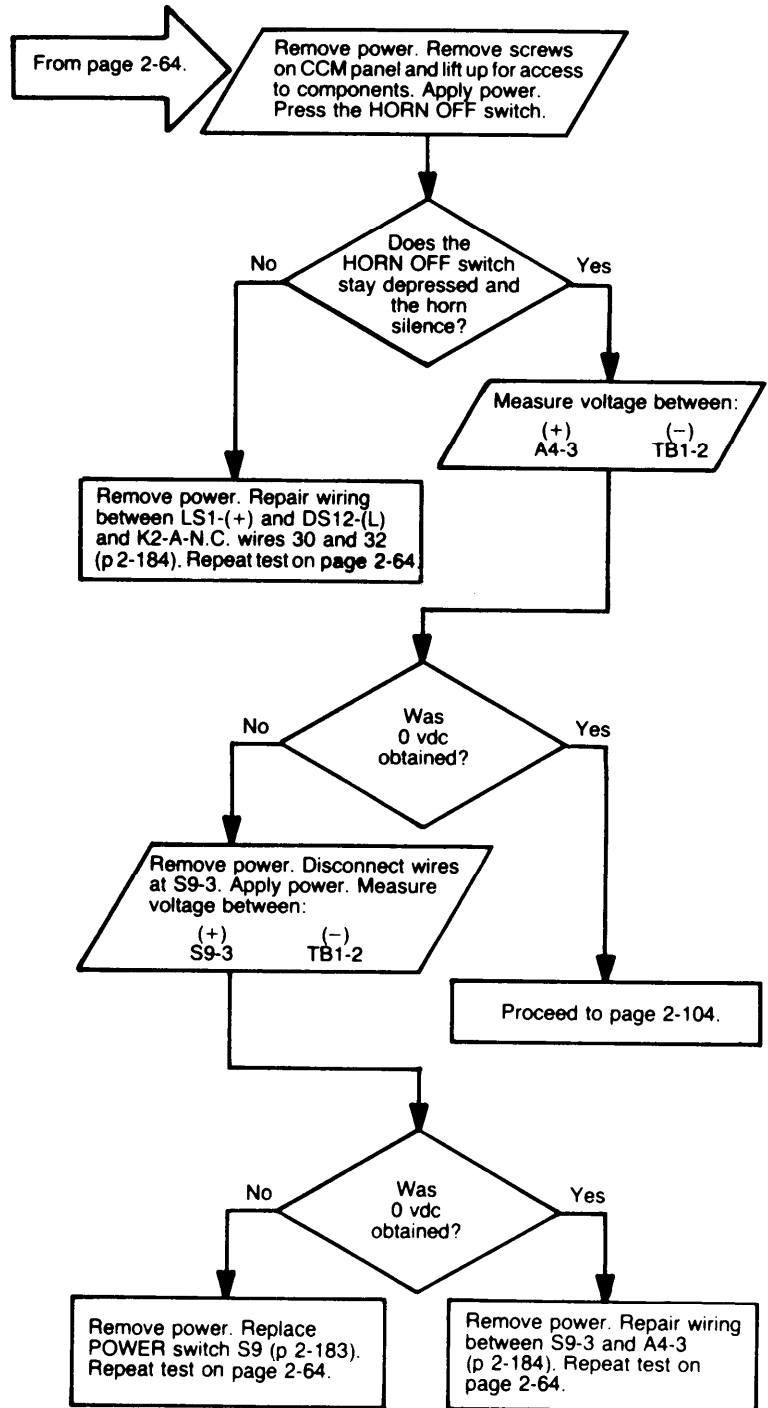 From page 2-64.
Remove power. Remove screws
on CCM panel and lift up for access
to components. Apply power.
Press the HORN OFF switch.
Does the
HORN OFF switch
stay depressed and
the horn
silence?
No
Yes
Measure voltage between:
(+) (−)
A4-3 TB1-2
Remove power. Repair wiring
between LS1-(+) and DS12-(L)
and K2-A-N.C. wires 30 and 32
(p 2-184). Repeat test on page 2-64.
Was
0 vdc
obtained?
No
Yes
Remove power. Disconnect wires
at S9-3. Apply power. Measure
voltage between:
(+) (−)
S9-3 TB1-2
Proceed to page 2-104.
Was
0 vdc
obtained?
No
Yes
Remove power. Replace
POWER switch S9 (p 2-183).
Repeat test on page 2-64.
Remove power. Repair wiring
between S9-3 and A4-3
(p 2-184). Repeat test on
page 2-64.